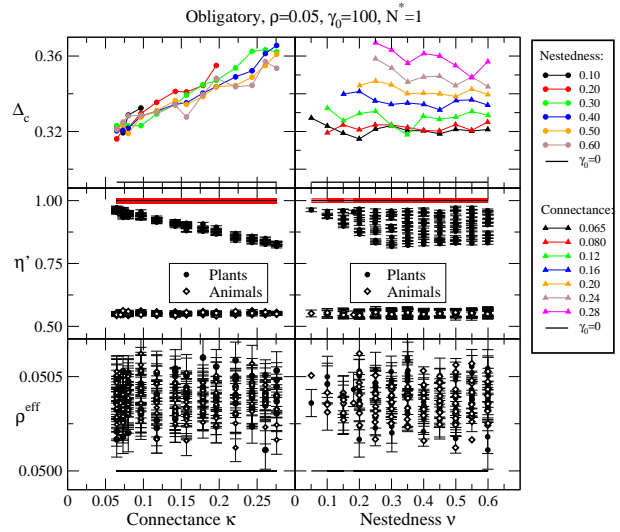 Obligatory, ρ=0.05, γ₀=100, N*=1
0.36
0.32
Δc
Nestedness:
0.10
0.20
0.30
0.40
0.50
0.60
γ₀=0
Connectance:
0.065
0.080
0.12
0.16
0.20
0.24
0.28
γ₀=0
1.00
0.75
0.50
η'
Plants
Animals
Plants
Animals
0.0505
0.0500
ρeff
0 0.05 0.1 0.15 0.2 0.25
0 0.1 0.2 0.3 0.4 0.5 0.6
Connectance κ
Nestedness ν